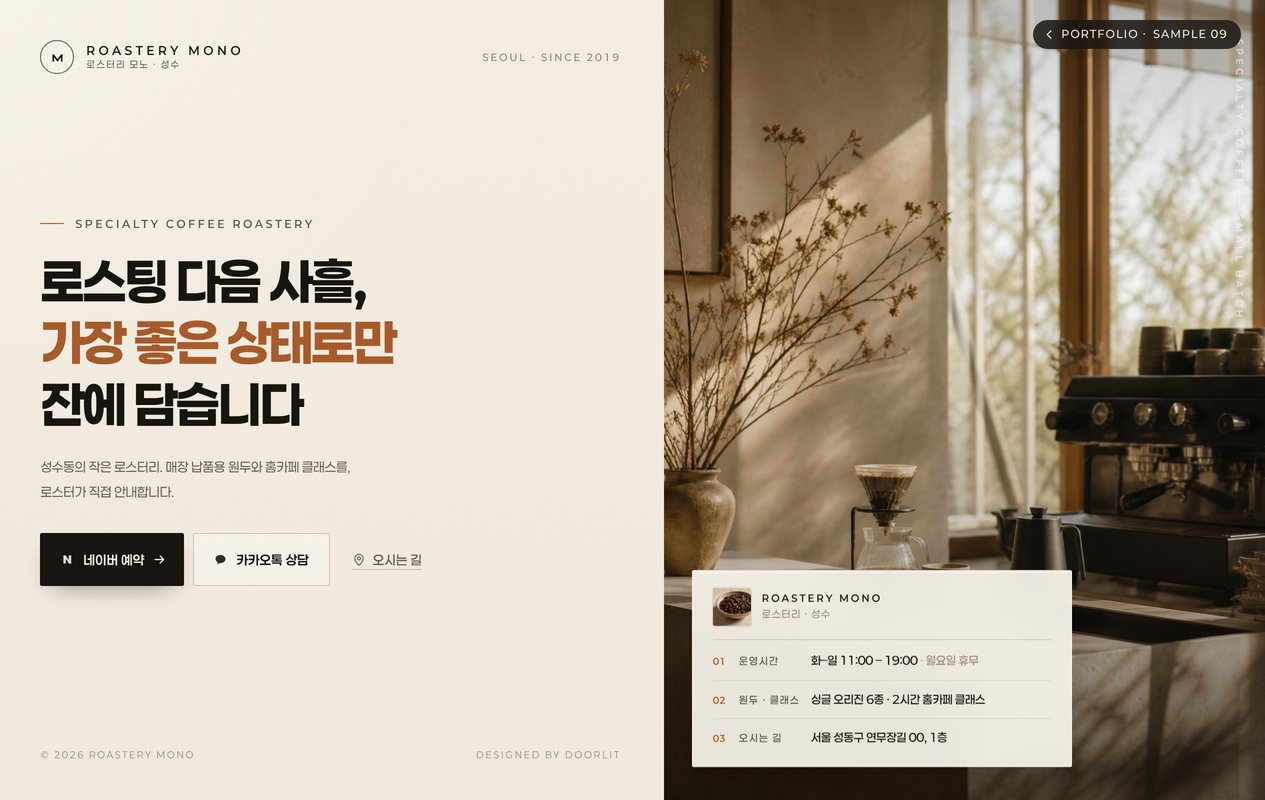 M
ROASTERY MONO
로스터리 모노 · 성수
SEOUL · SINCE 2019
SPECIALTY COFFEE ROASTERY
로스팅 다음 사흘,
가장 좋은 상태로만
잔에 담습니다
성수동의 작은 로스터리. 매장 납품용 원두와 홈카페 클래스를,
로스터가 직접 안내합니다.
N 네이버 예약 →
카카오톡 상담
오시는 길
© 2026 ROASTERY MONO
DESIGNED BY DOORLIT
PORTFOLIO · SAMPLE 09
SPECIALTY COFFEE — SMALL BATCH
ROASTERY MONO
로스터리 · 성수
01 운영시간 화–일 11:00 – 19:00 · 월요일 휴무
02 원두 · 클래스 싱글 오리진 6종 · 2시간 홈카페 클래스
03 오시는 길 서울 성동구 연무장길 00, 1층